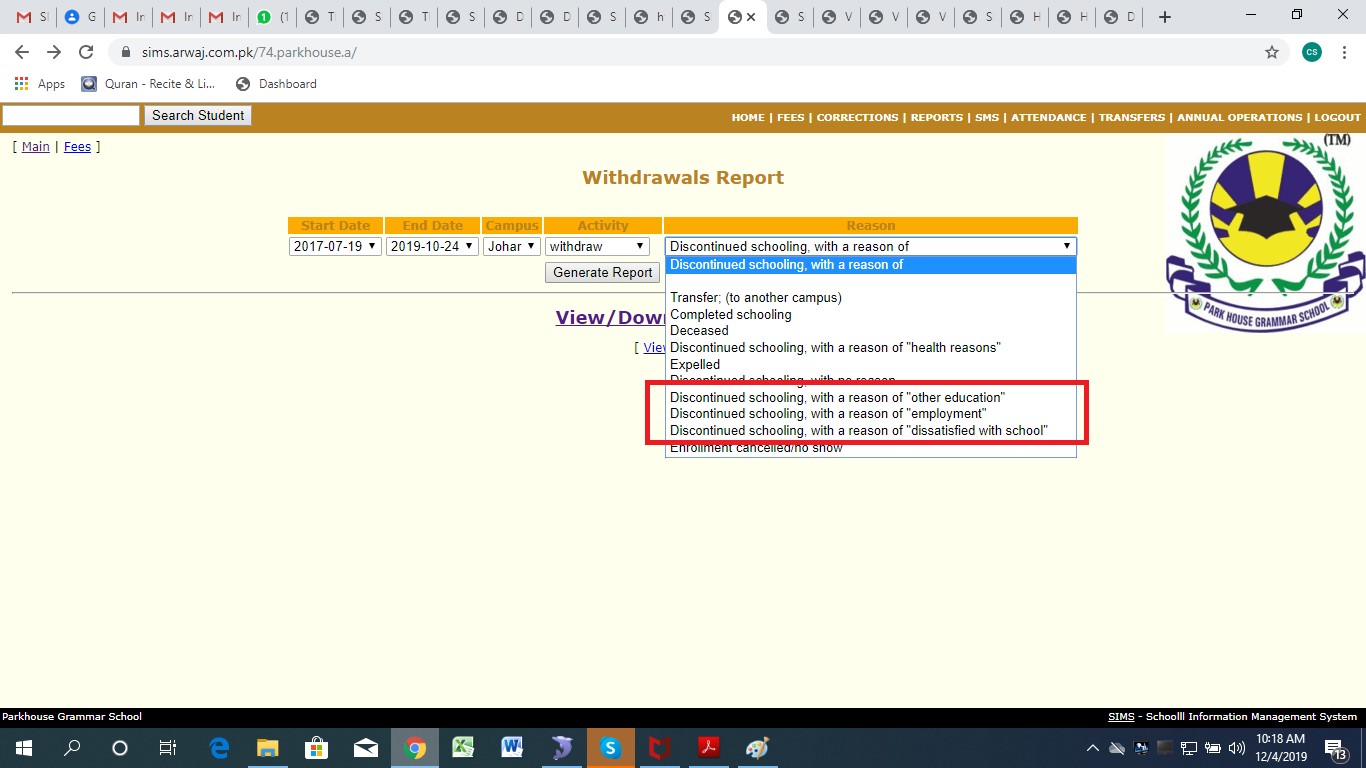 SI
G
In
In
In
(1
TI
S
TI
S
D
D
S
h
S
S
V
V
V
S
H
H
D
sims.arwaj.com.pk/74.parkhouse.a/
CS
Apps
Quran - Recite & Li...
Dashboard
Search Student
HOME | FEES | CORRECTIONS | REPORTS | SMS | ATTENDANCE | TRANSFERS | ANNUAL OPERATIONS | LOGOUT
[ Main | Fees ]
(TM)
Withdrawals Report
Start Date End Date Campus Activity Reason
2017-07-19 2019-10-24 Johar withdraw Discontinued schooling, with a reason of
Generate Report
Discontinued schooling, with a reason of
Transfer; (to another campus)
Completed schooling
Deceased
Discontinued schooling, with a reason of "health reasons"
Expelled
Discontinued schooling, with no reason
Discontinued schooling, with a reason of "other education"
Discontinued schooling, with a reason of "employment"
Discontinued schooling, with a reason of "dissatisfied with school"
Enrollment cancelled/no show
View/Down
[ View
PARK HOUSE GRAMMAR SCHOOL
Parkhouse Grammar School
SIMS - Schoolll Information Management System
10:18 AM
12/4/2019
13